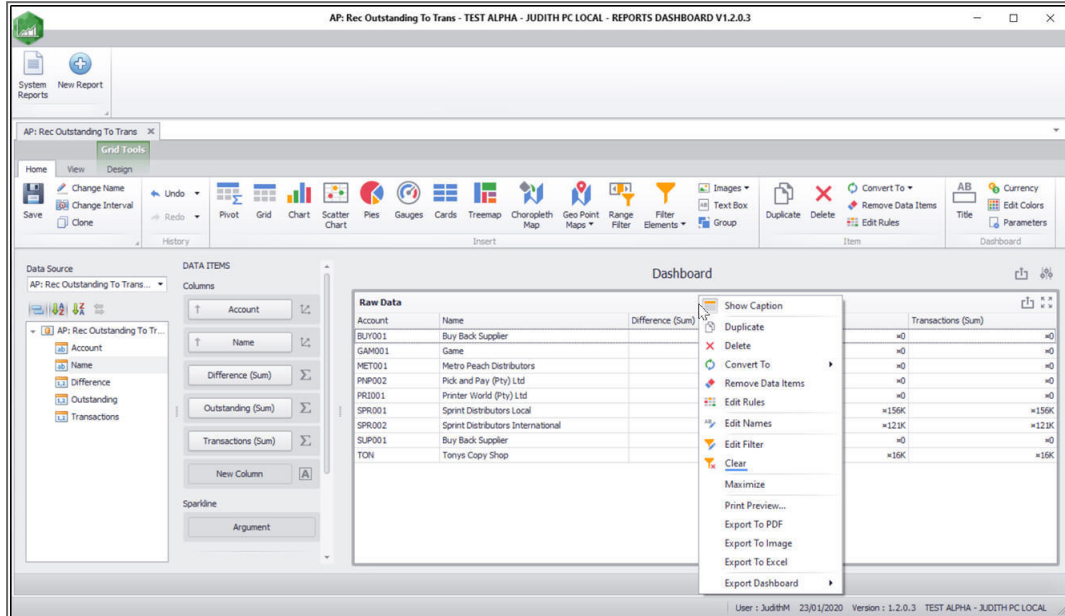 AP: Rec Outstanding To Trans - TEST ALPHA - JUDITH PC LOCAL - REPORTS DASHBOARD V1.2.0.3
System Reports
New Report
AP: Rec Outstanding To Trans
Grid Tools
Home View Design
Save
Change Name
Change Interval
Clone
Undo
Redo
History
Pivot
Grid
Chart
Scatter Chart
Pies
Gauges
Cards
Treemap
Choropleth Map
Geo Point Maps
Range Filter
Filter Elements
Images
Text Box
Group
Insert
Duplicate
Delete
Convert To
Remove Data Items
Edit Rules
Item
AB
Title
Currency
Edit Colors
Parameters
Dashboard
Data Source
AP: Rec Outstanding To Trans...
AP: Rec Outstanding To Tr...
Account
Name
Difference
Outstanding
Transactions
DATA ITEMS
Columns
Account
Name
Difference (Sum)
Outstanding (Sum)
Transactions (Sum)
New Column
Sparkline
Argument
Dashboard
Raw Data
Account Name Difference (Sum) Transactions (Sum)
BUY001 Buy Back Supplier ¤0 ¤0
GAM001 Game ¤0 ¤0
MET001 Metro Peach Distributors ¤0 ¤0
PNP002 Pick and Pay (Pty) Ltd ¤0 ¤0
PRI001 Printer World (Pty) Ltd ¤0 ¤0
SPR001 Sprint Distributors Local ¤156K ¤156K
SPR002 Sprint Distributors International ¤121K ¤121K
SUP001 Buy Back Supplier ¤0 ¤0
TON Tonys Copy Shop ¤16K ¤16K
Show Caption
Duplicate
Delete
Convert To
Remove Data Items
Edit Rules
Edit Names
Edit Filter
Clear
Maximize
Print Preview...
Export To PDF
Export To Image
Export To Excel
Export Dashboard
User : JudithM 23/01/2020 Version : 1.2.0.3 TEST ALPHA - JUDITH PC LOCAL